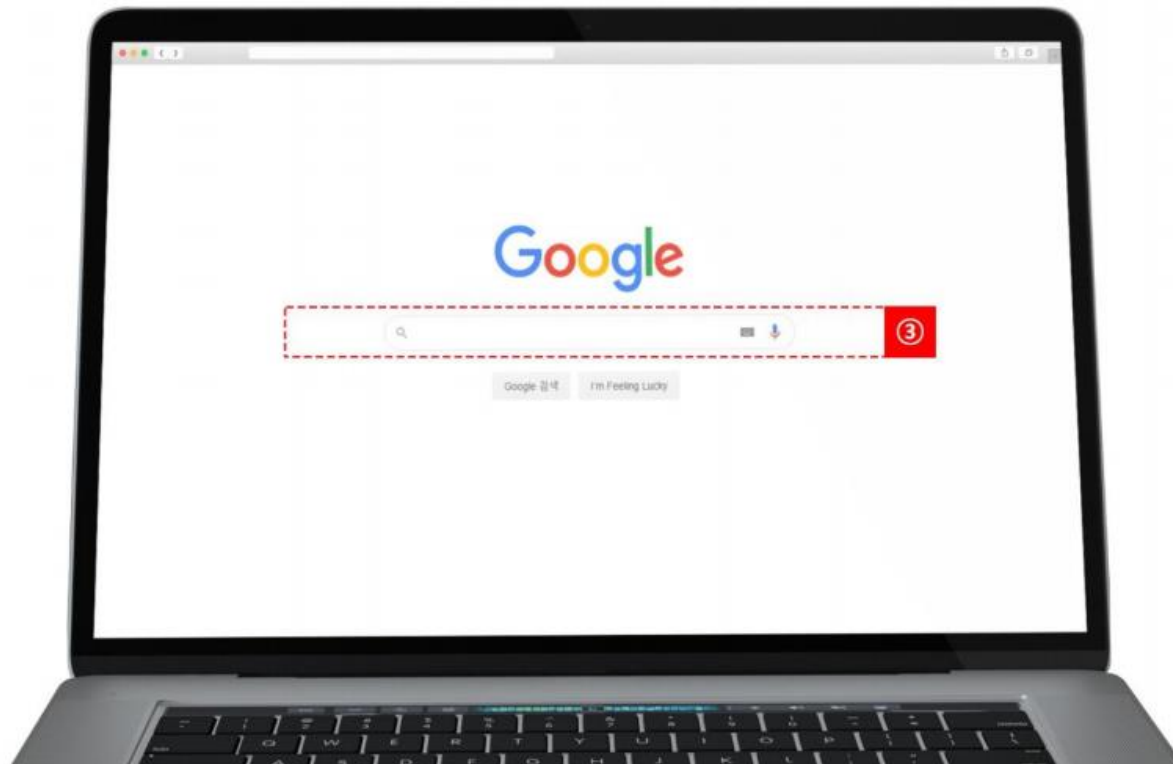 Google
③
Google 검색 I'm Feeling Lucky
Q W E R T Y U I O P
A S D F G H J K L